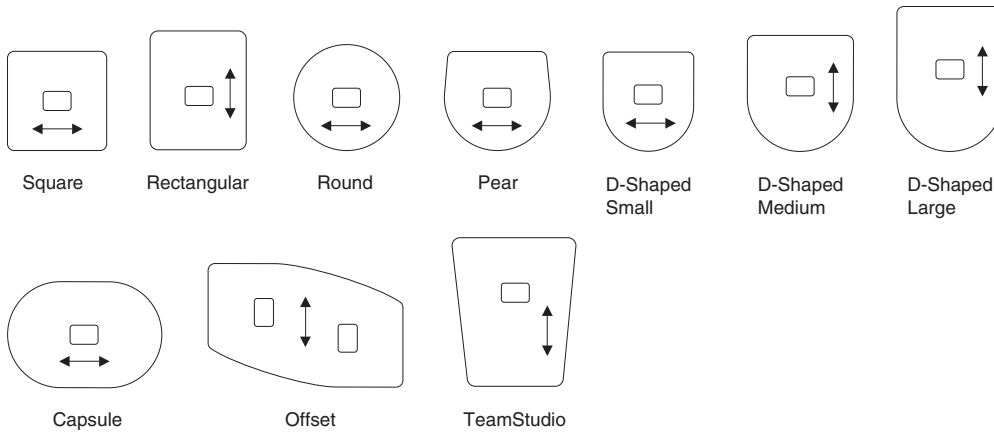 Square
Rectangular
Round
Pear
D-Shaped
Small
D-Shaped
Medium
D-Shaped
Large
Capsule
Offset
TeamStudio